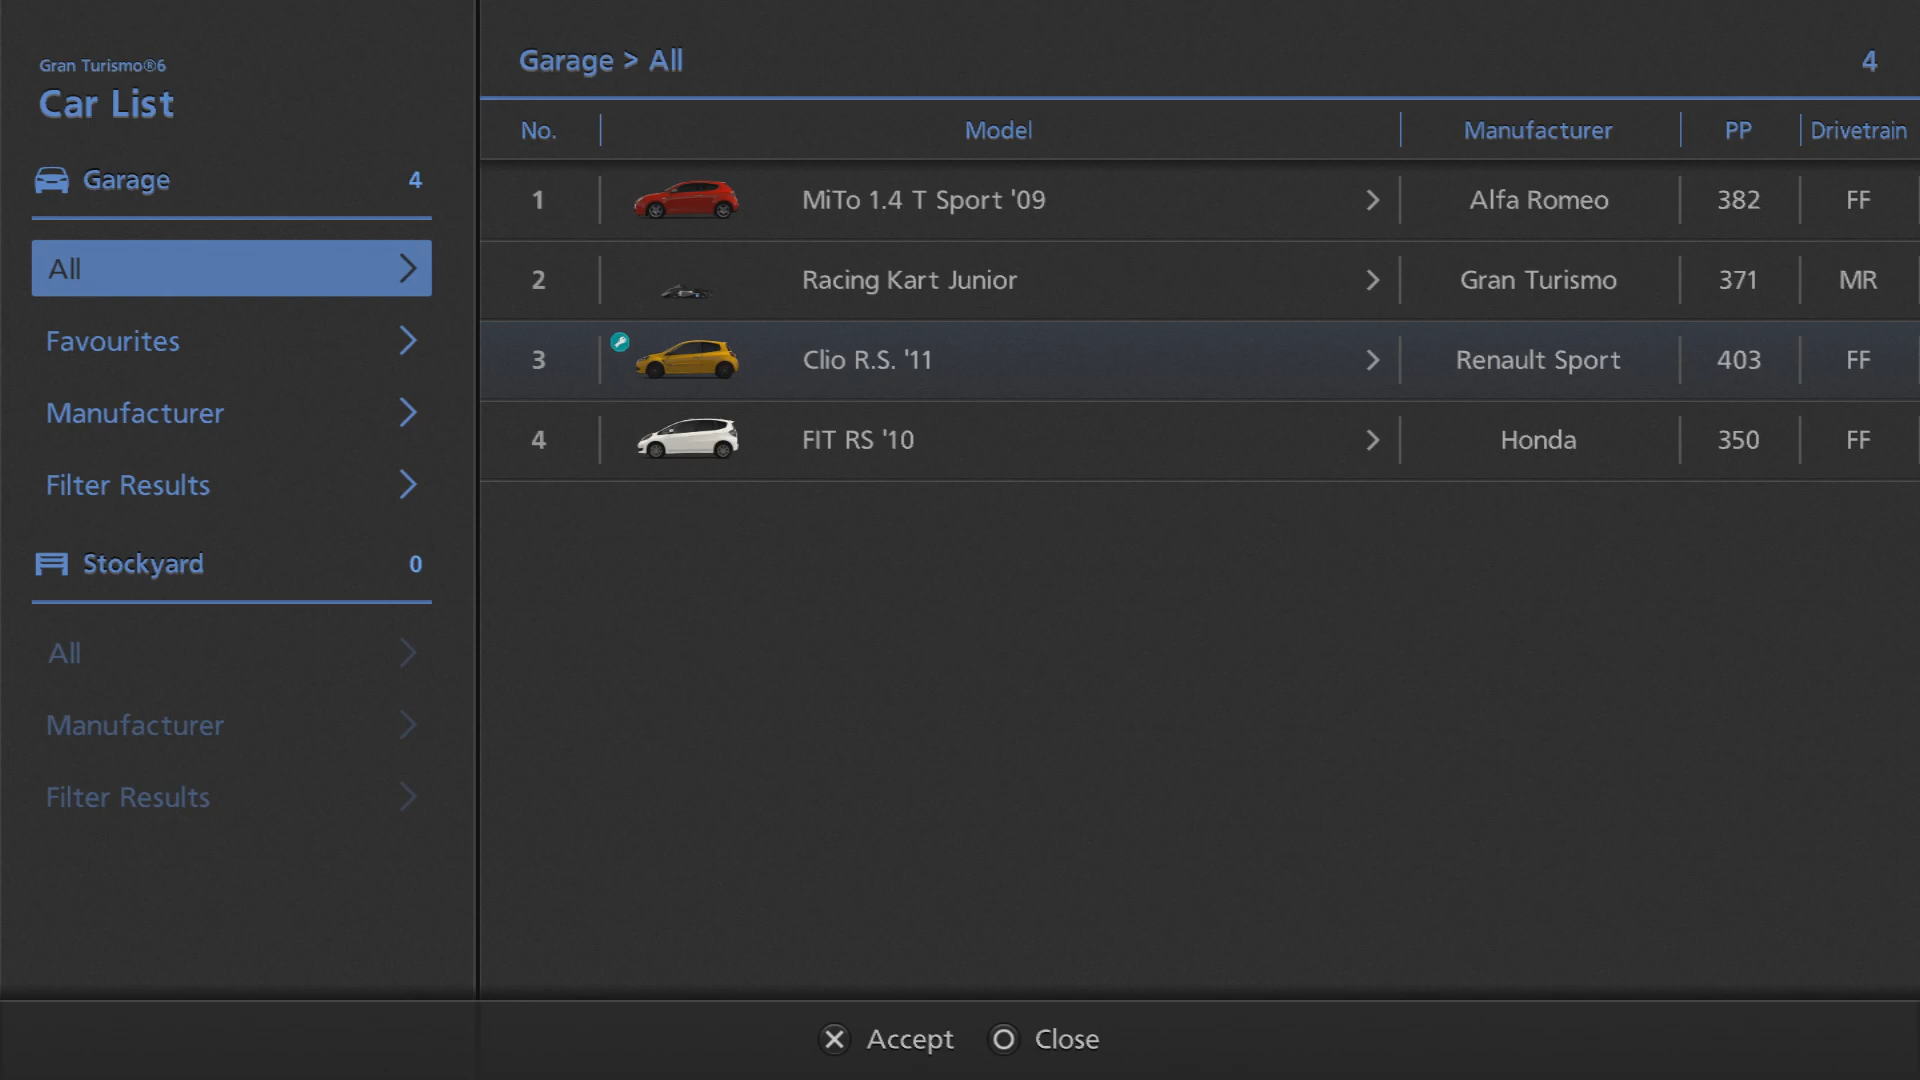 Gran Turismo®6
Car List
Garage 4
All
Favourites
Manufacturer
Filter Results
Stockyard 0
All
Manufacturer
Filter Results
Garage > All 4
No. Model Manufacturer PP Drivetrain
1 MiTo 1.4 T Sport '09 Alfa Romeo 382 FF
2 Racing Kart Junior Gran Turismo 371 MR
3 Clio R.S. '11 Renault Sport 403 FF
4 FIT RS '10 Honda 350 FF
Accept Close